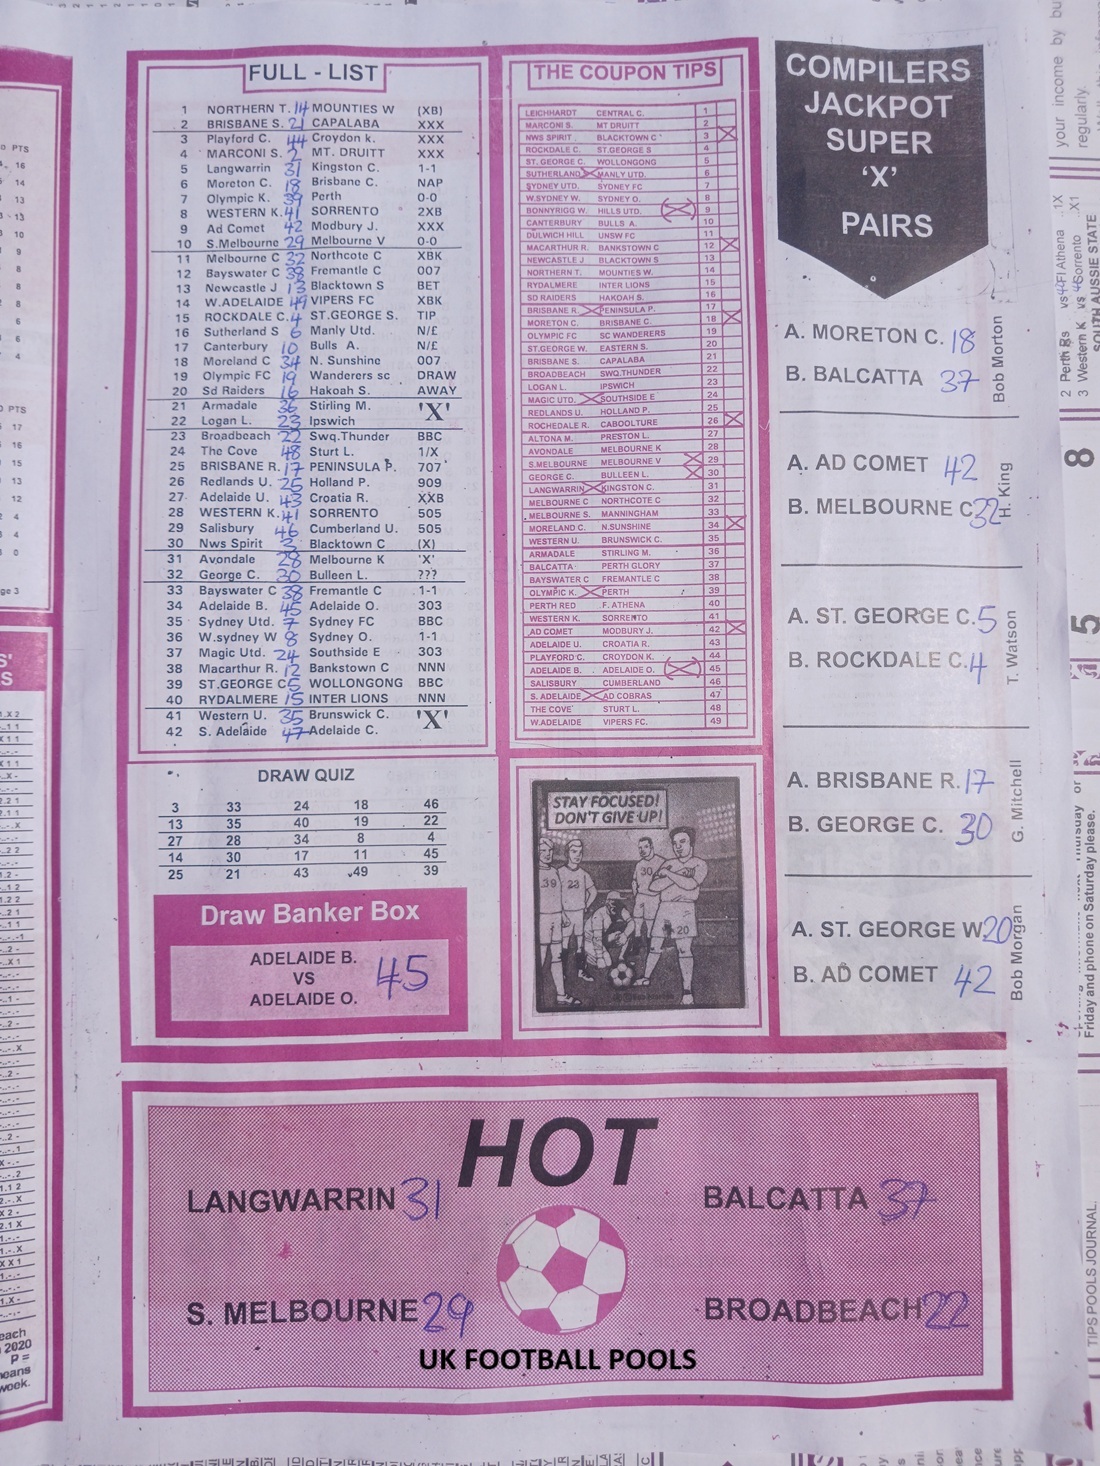 FULL - LIST
1 NORTHERN T. 14 MOUNTIES W (XB)
2 BRISBANE S. 21 CAPALABA XXX
3 Playford C. 44 Croydon k. XXX
4 MARCONI S. 2 MT. DRUITT XXX
5 Langwarrin 31 Kingston C. 1-1
6 Moreton C. 18 Brisbane C. NAP
7 Olympic K. 39 Perth 0-0
8 WESTERN K. 41 SORRENTO 2XB
9 Ad Comet 42 Modbury J. XXX
10 S.Melbourne 29 Melbourne V 0-0
11 Melbourne C 32 Northcote C XBK
12 Bayswater C 38 Fremantle C 007
13 Newcastle J 13 Blacktown S BET
14 W.ADELAIDE 49 VIPERS FC XBK
15 ROCKDALE C. 4 ST.GEORGE S. TIP
16 Sutherland S 6 Manly Utd. N/E
17 Canterbury 10 Bulls A. N/E
18 Moreland C 34 N. Sunshine 007
19 Olympic FC 19 Wanderers sc DRAW
20 Sd Raiders 16 Hakoah S. AWAY
21 Armadale 36 Stirling M. 'X'
22 Logan L. 23 Ipswich
23 Broadbeach 22 Swq.Thunder BBC
24 The Cove 48 Sturt L. 1/X
25 BRISBANE R. 17 PENINSULA P. 707
26 Redlands U. 25 Holland P. 909
27 Adelaide U. 43 Croatia R. XXB
28 WESTERN K. 41 SORRENTO 505
29 Salisbury 46 Cumberland U. 505
30 Nws Spirit 3 Blacktown C (X)
31 Avondale 28 Melbourne K 'X'
32 George C. 30 Bulleen L. ???
33 Bayswater C 38 Fremantle C 1-1
34 Adelaide B. 45 Adelaide O. 303
35 Sydney Utd. 7 Sydney FC BBC
36 W.sydney W 8 Sydney O. 1-1
37 Magic Utd. 24 Southside E 303
38 Macarthur R. 12 Bankstown C NNN
39 ST.GEORGE C 5 WOLLONGONG BBC
40 RYDALMERE 15 INTER LIONS NNN
41 Western U. 35 Brunswick C. 'X'
42 S. Adelaide 47 Adelaide C.
DRAW QUIZ
3 33 24 18 46
13 35 40 19 22
27 28 34 8 4
14 30 17 11 45
25 21 43 49 39
Draw Banker Box
ADELAIDE B.
VS 45
ADELAIDE O.
THE COUPON TIPS
LEICHHARDT CENTRAL C. 1
MARCONI S. MT DRUITT 2
NWS SPIRIT BLACKTOWN C 3
ROCKDALE C. ST.GEORGE S 4
ST. GEORGE C. WOLLONGONG 5
SUTHERLAND MANLY UTD. 6
SYDNEY UTD. SYDNEY FC 7
W.SYDNEY W. SYDNEY O. 8
BONNYRIGG W. HILLS UTD. 9
CANTERBURY BULLS A. 10
DULWICH HILL UNSW FC 11
MACARTHUR R. BANKSTOWN C 12
NEWCASTLE J BLACKTOWN S 13
NORTHERN T. MOUNTIES W. 14
RYDALMERE INTER LIONS 15
SD RAIDERS HAKOAH S. 16
BRISBANE R. PENINSULA P. 17
MORETON C. BRISBANE C. 18
OLYMPIC FC SC WANDERERS 19
ST.GEORGE W. EASTERN S. 20
BRISBANE S. CAPALABA 21
BROADBEACH SWQ.THUNDER 22
LOGAN L. IPSWICH 23
MAGIC UTD. SOUTHSIDE E 24
REDLANDS U. HOLLAND P. 25
ROCHEDALE R. CABOOLTURE 26
ALTONA M. PRESTON L. 27
AVONDALE MELBOURNE K 28
S.MELBOURNE MELBOURNE V 29
GEORGE C. BULLEEN L. 30
LANGWARRIN KINGSTON C. 31
MELBOURNE C NORTHCOTE C 32
MELBOURNE S. MANNINGHAM 33
MORELAND C. N.SUNSHINE 34
WESTERN U. BRUNSWICK C. 35
ARMADALE STIRLING M. 36
BALCATTA PERTH GLORY 37
BAYSWATER C FREMANTLE C 38
OLYMPIC K. PERTH 39
PERTH RED F. ATHENA 40
WESTERN K. SORRENTO 41
AD COMET MODBURY J. 42
ADELAIDE U. CROATIA R. 43
PLAYFORD C. CROYDON K. 44
ADELAIDE B. ADELAIDE O. 45
SALISBURY CUMBERLAND 46
S. ADELAIDE AD COBRAS 47
THE COVE STURT L. 48
W.ADELAIDE VIPERS FC. 49
STAY FOCUSED!
DON'T GIVE UP!
39 23 30 20
COMPILERS
JACKPOT
SUPER
'X'
PAIRS
A. MORETON C. 18
B. BALCATTA 37
Bob Morton
A. AD COMET 42
B. MELBOURNE C 32
H. King
A. ST. GEORGE C. 5
B. ROCKDALE C. 4
T. Watson
A. BRISBANE R. 17
B. GEORGE C. 30
G. Mitchell
A. ST. GEORGE W 20
B. AD COMET 42
Bob Morgan
HOT
LANGWARRIN 31 BALCATTA 37
S. MELBOURNE 29 BROADBEACH 22
UK FOOTBALL POOLS
your income by
regularly.
SOUTH AUSSIE STATE
8
5
Friday and phone on Saturday please.
TIPS POOLS JOURNAL.